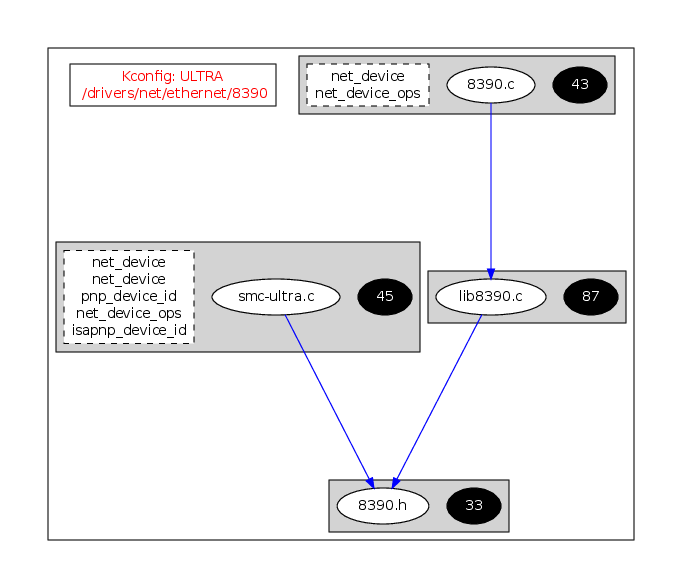 Kconfig: ULTRA
/drivers/net/ethernet/8390
net_device
net_device_ops
8390.c
43
net_device
net_device
pnp_device_id
net_device_ops
isapnp_device_id
smc-ultra.c
45
lib8390.c
87
8390.h
33